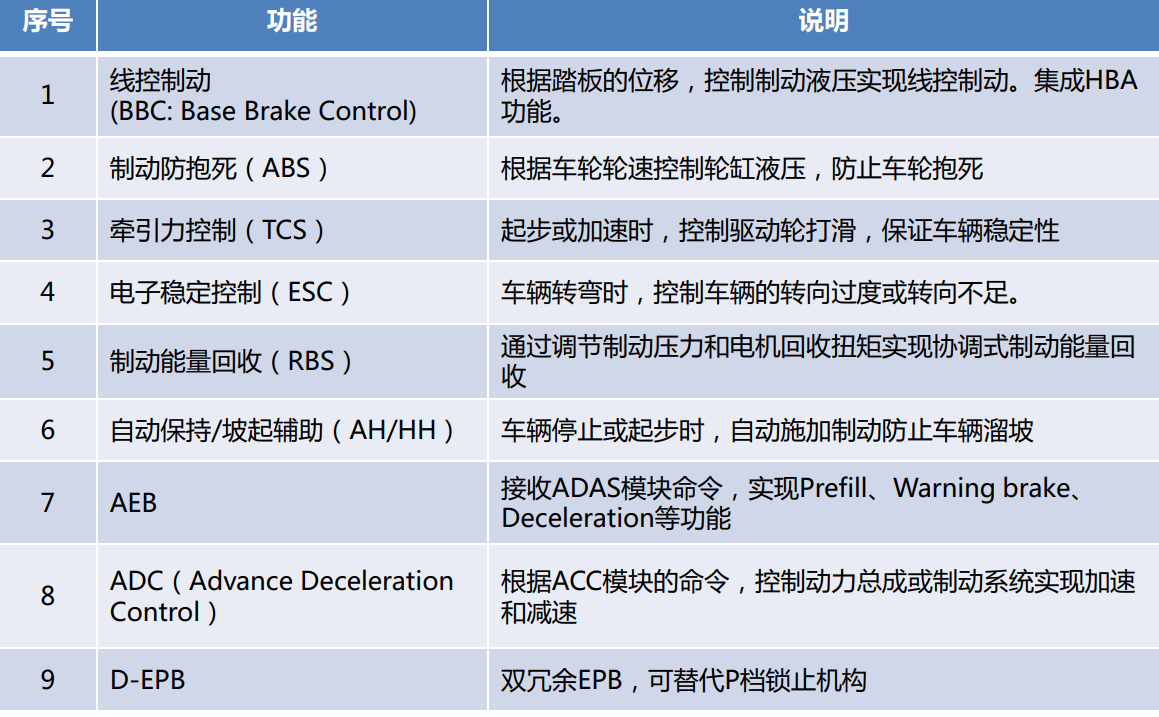 序号 功能 说明
1 线控制动 根据踏板的位移，控制制动液压实现线控制动。集成HBA
(BBC: Base Brake Control) 功能。
2 制动防抱死（ABS） 根据车轮轮速控制轮缸液压，防止车轮抱死
3 牵引力控制（TCS） 起步或加速时，控制驱动轮打滑，保证车辆稳定性
4 电子稳定控制（ESC） 车辆转弯时，控制车辆的转向过度或转向不足。
5 制动能量回收（RBS） 通过调节制动压力和电机回收扭矩实现协调式制动能量回
收
6 自动保持/坡起辅助（AH/HH） 车辆停止或起步时，自动施加制动防止车辆溜坡
7 AEB 接收ADAS模块命令，实现Prefill、Warning brake、
Deceleration等功能
8 ADC（Advance Deceleration 根据ACC模块的命令，控制动力总成或制动系统实现加速
Control） 和减速
9 D-EPB 双冗余EPB，可替代P档锁止机构